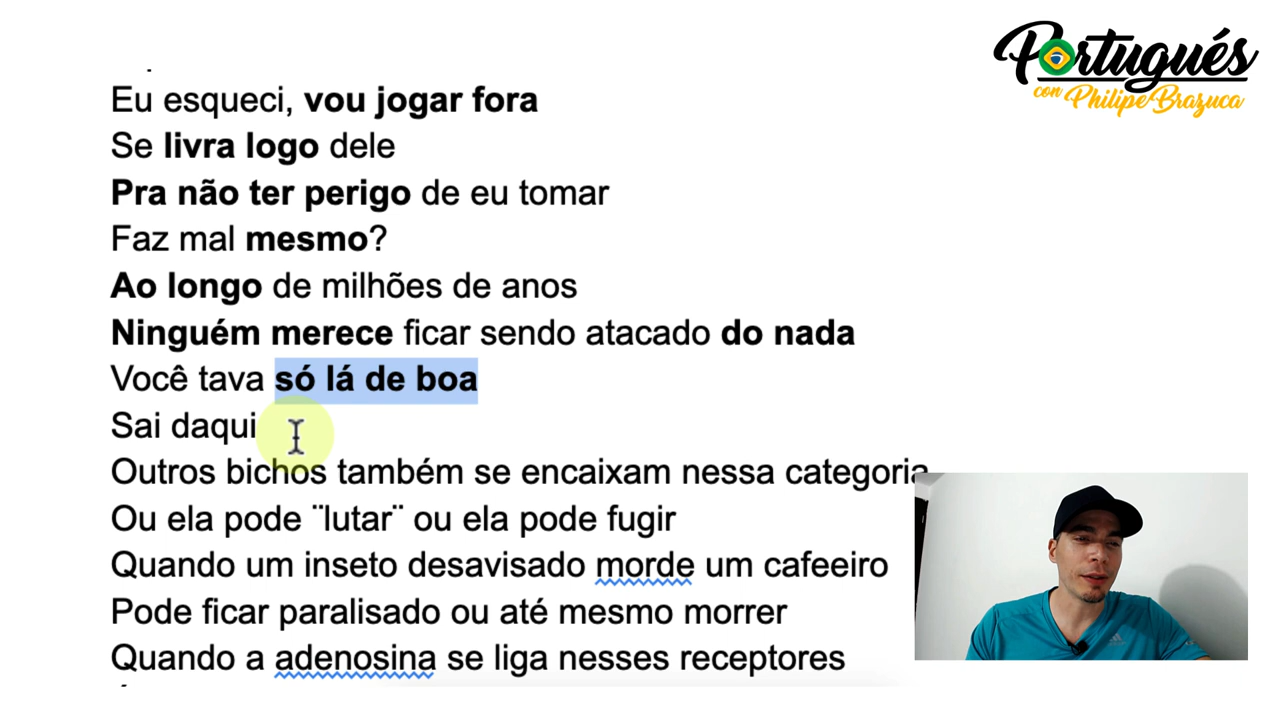 Portugués
con PhilipeBrazuca
Eu esqueci, vou jogar fora
Se livra logo dele
Pra não ter perigo de eu tomar
Faz mal mesmo?
Ao longo de milhões de anos
Ninguém merece ficar sendo atacado do nada
Você tava só lá de boa
Sai daqui
Outros bichos também se encaixam nessa categoria
Ou ela pode ¨lutar¨ ou ela pode fugir
Quando um inseto desavisado morde um cafeeiro
Pode ficar paralisado ou até mesmo morrer
Quando a adenosina se liga nesses receptores